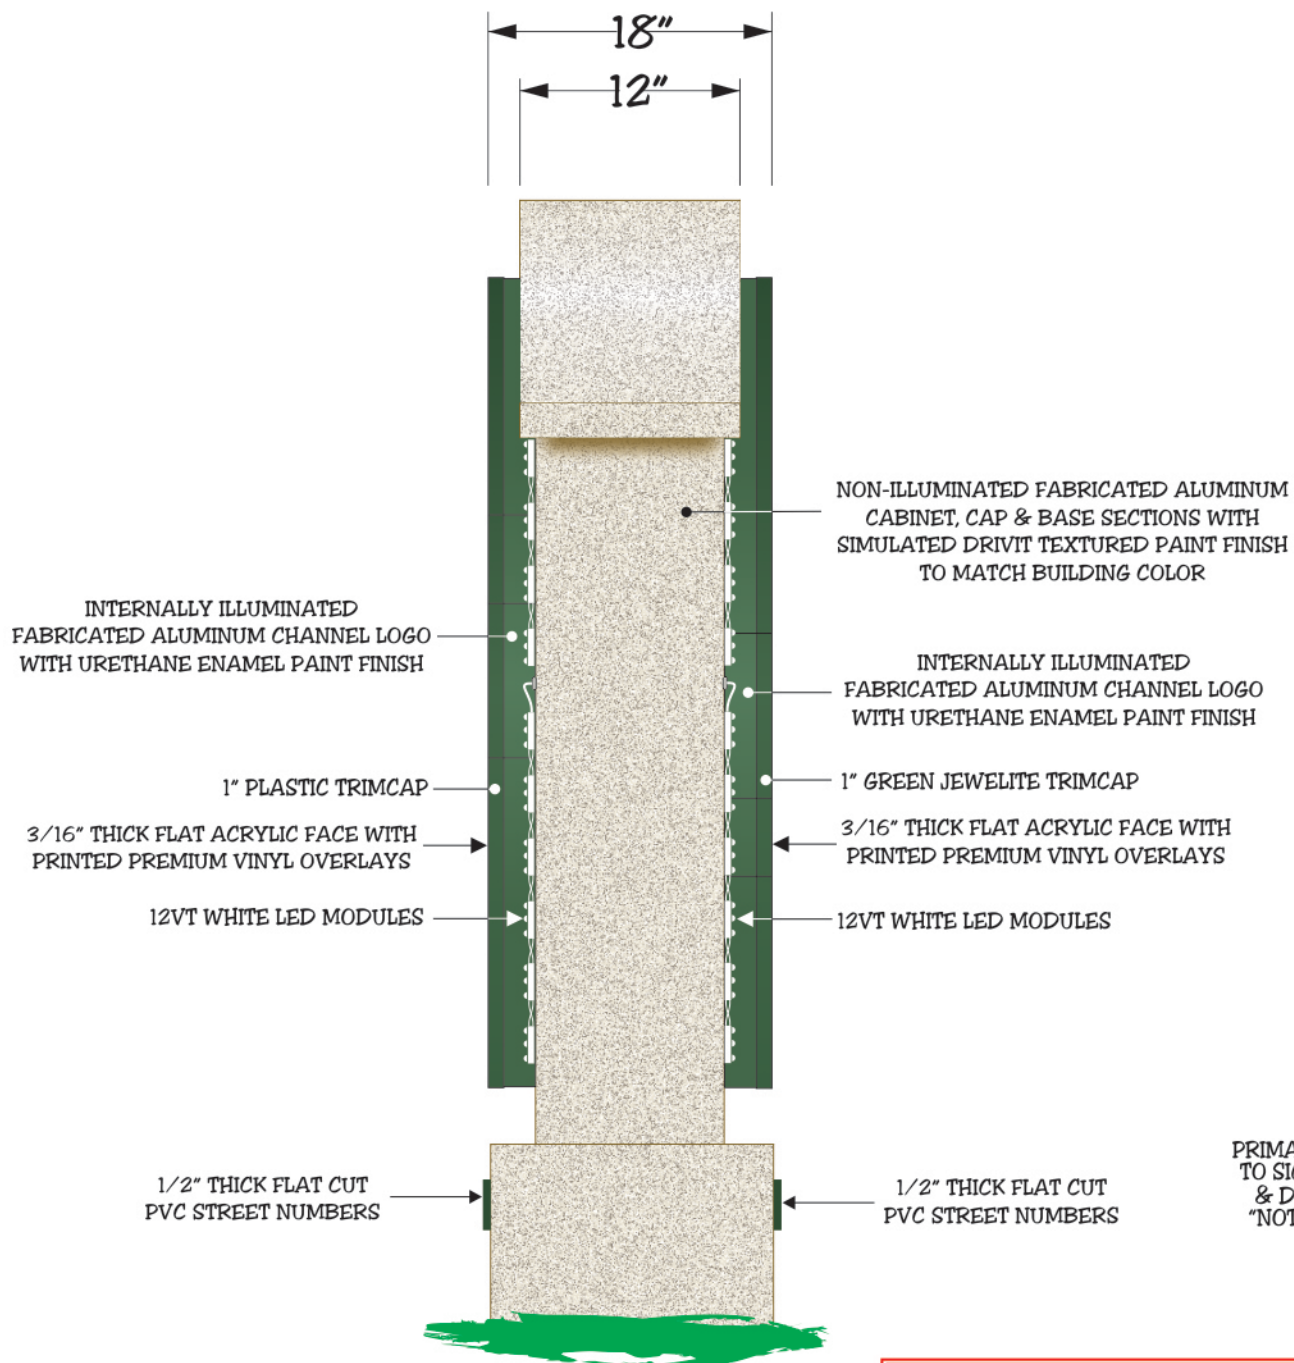 18"
12"
NON-ILLUMINATED FABRICATED ALUMINUM
CABINET, CAP & BASE SECTIONS WITH
SIMULATED DRIVIT TEXTURED PAINT FINISH
TO MATCH BUILDING COLOR
INTERNALLY ILLUMINATED
FABRICATED ALUMINUM CHANNEL LOGO
WITH URETHANE ENAMEL PAINT FINISH
INTERNALLY ILLUMINATED
FABRICATED ALUMINUM CHANNEL LOGO
WITH URETHANE ENAMEL PAINT FINISH
1" PLASTIC TRIMCAP
1" GREEN JEWELITE TRIMCAP
3/16" THICK FLAT ACRYLIC FACE WITH
PRINTED PREMIUM VINYL OVERLAYS
3/16" THICK FLAT ACRYLIC FACE WITH
PRINTED PREMIUM VINYL OVERLAYS
12VT WHITE LED MODULES
12VT WHITE LED MODULES
1/2" THICK FLAT CUT
PVC STREET NUMBERS
1/2" THICK FLAT CUT
PVC STREET NUMBERS
TO
&
"NOT